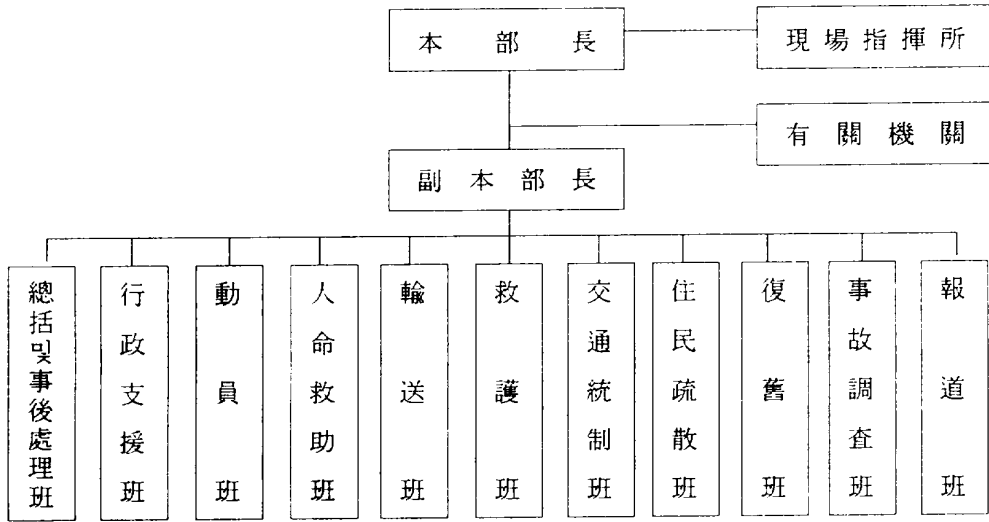 本部長
現場指揮所
有關機關
副本部長
總括및事後處理班
行政支援班
動員班
人命救助班
輸送班
救護班
交通統制班
住民疏散班
復舊班
事故調査班
報道班